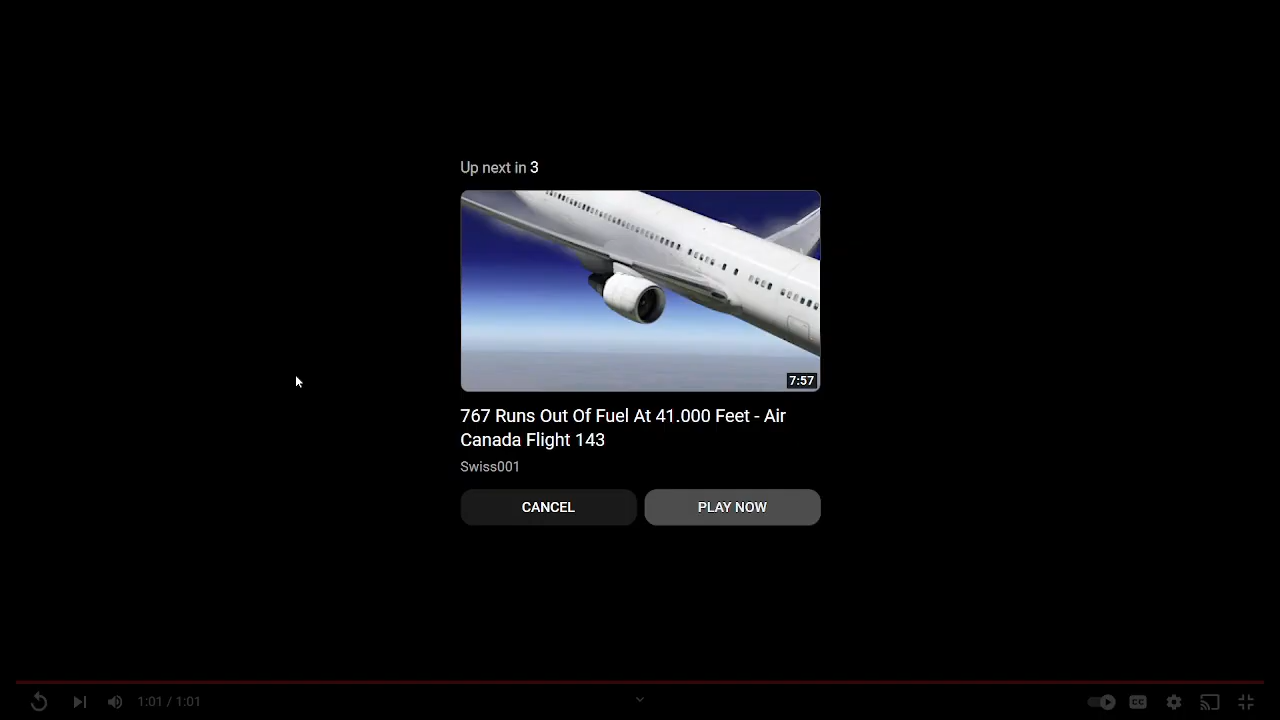 Up next in 3
7:57
767 Runs Out Of Fuel At 41.000 Feet - Air
Canada Flight 143
Swiss001
CANCEL
PLAY NOW
1:01 / 1:01
CC